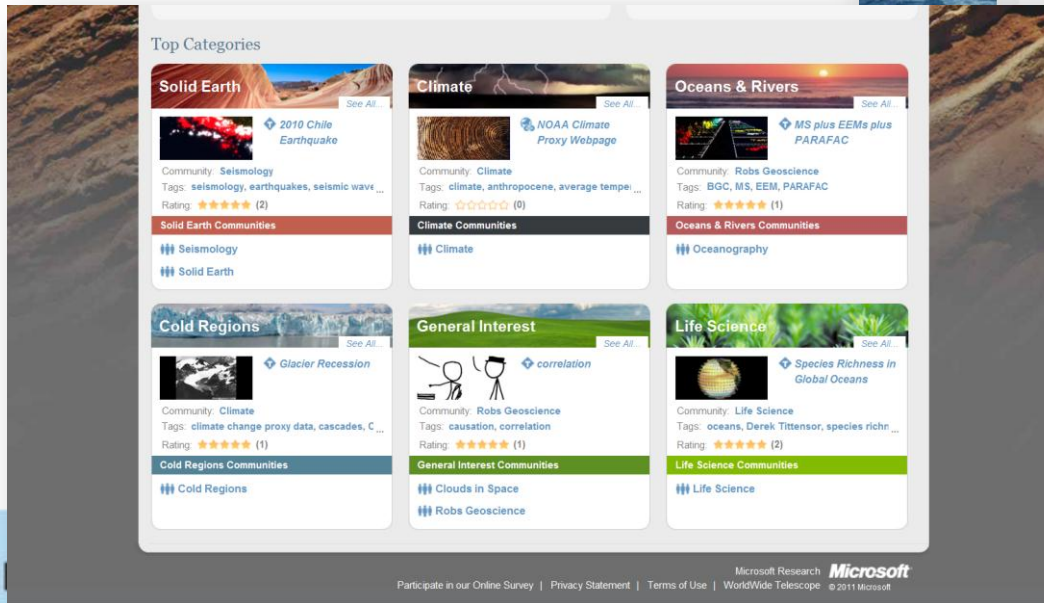 Top Categories
Solid Earth
See All...
2010 Chile
Earthquake
Community: Seismology
Tags: seismology, earthquakes, seismic wave ...
Rating: (2)
Solid Earth Communities
Seismology
Solid Earth
Climate
See All...
NOAA Climate
Proxy Webpage
Community: Climate
Tags: climate, anthropocene, average tempe ...
Rating: (0)
Climate Communities
Climate
Oceans & Rivers
See All...
MS plus EEMs plus
PARAFAC
Community: Robs Geoscience
Tags: BGC, MS, EEM, PARAFAC
Rating: (1)
Oceans & Rivers Communities
Oceanography
Cold Regions
See All...
Glacier Recession
Community: Climate
Tags: climate change proxy data, cascades, C ...
Rating: (1)
Cold Regions Communities
Cold Regions
General Interest
See All...
correlation
Community: Robs Geoscience
Tags: causation, correlation
Rating: (1)
General Interest Communities
Clouds in Space
Robs Geoscience
Life Science
See All...
Species Richness in
Global Oceans
Community: Life Science
Tags: oceans, Derek Tittensor, species richn ...
Rating: (2)
Life Science Communities
Life Science
Microsoft Research Microsoft
Participate in our Online Survey | Privacy Statement | Terms of Use | WorldWide Telescope © 2011 Microsoft